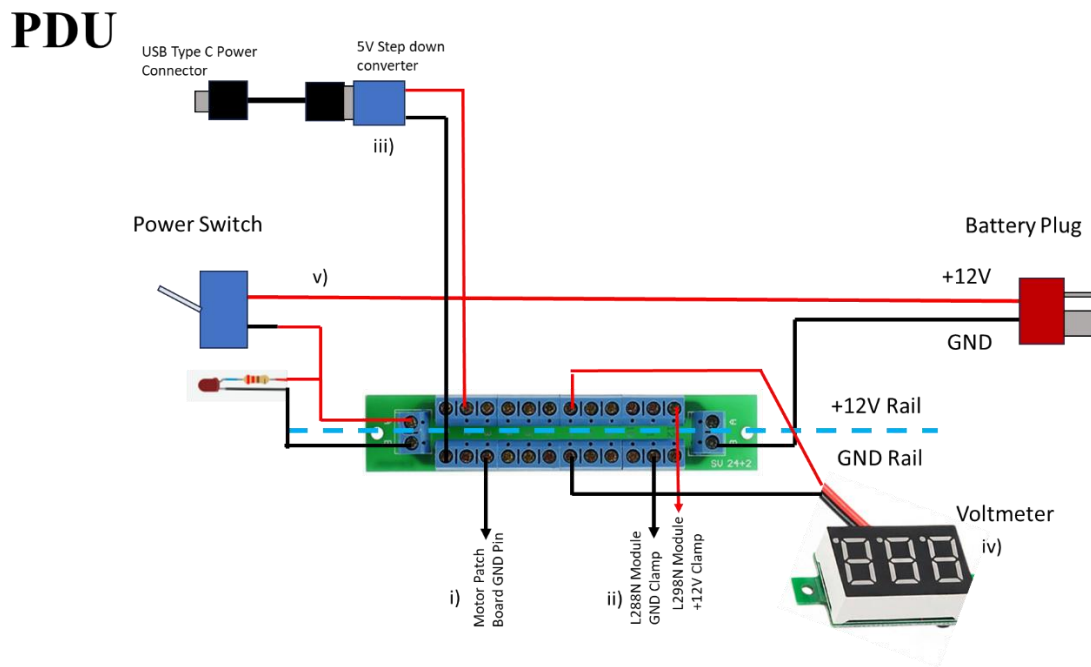 PDU
USB Type C Power
Connector
5V Step down
converter
iii)
Power Switch
v)
Battery Plug
+12V
GND
+12V Rail
GND Rail
SV 24+2
Voltmeter
iv)
i)
Motor Patch
Board GND Pin
ii)
L288N Module
GND Clamp
L298N Module
+12V Clamp